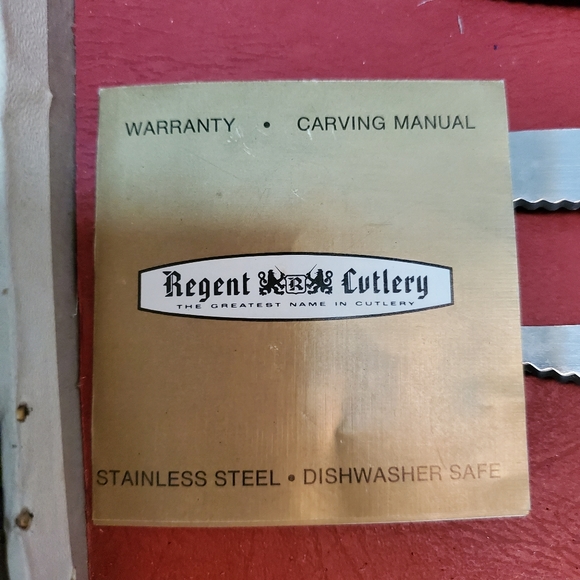 WARRANTY • CARVING MANUAL
Regent R Cutlery
THE GREATEST NAME IN CUTLERY
STAINLESS STEEL • DISHWASHER SAFE